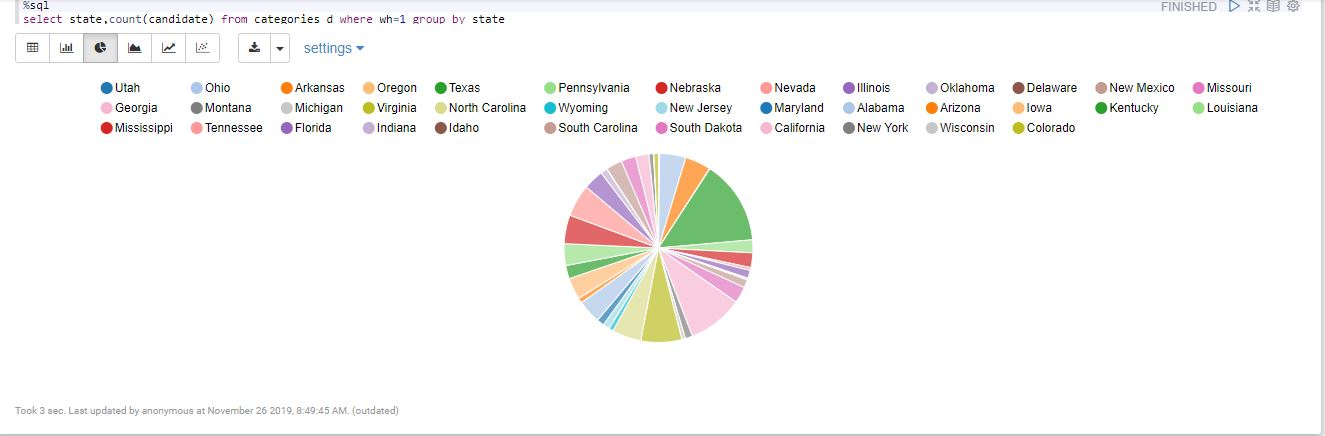 %sql
FINISHED
select state,count(candidate) from categories d where wh=1 group by state
settings
Utah Ohio Arkansas Oregon Texas Pennsylvania Nebraska Nevada Illinois Oklahoma Delaware New Mexico Missouri
Georgia Montana Michigan Virginia North Carolina Wyoming New Jersey Maryland Alabama Arizona Iowa Kentucky Louisiana
Mississippi Tennessee Florida Indiana Idaho South Carolina South Dakota California New York Wisconsin Colorado
Took 3 sec. Last updated by anonymous at November 26 2019, 8:49:45 AM. (outdated)